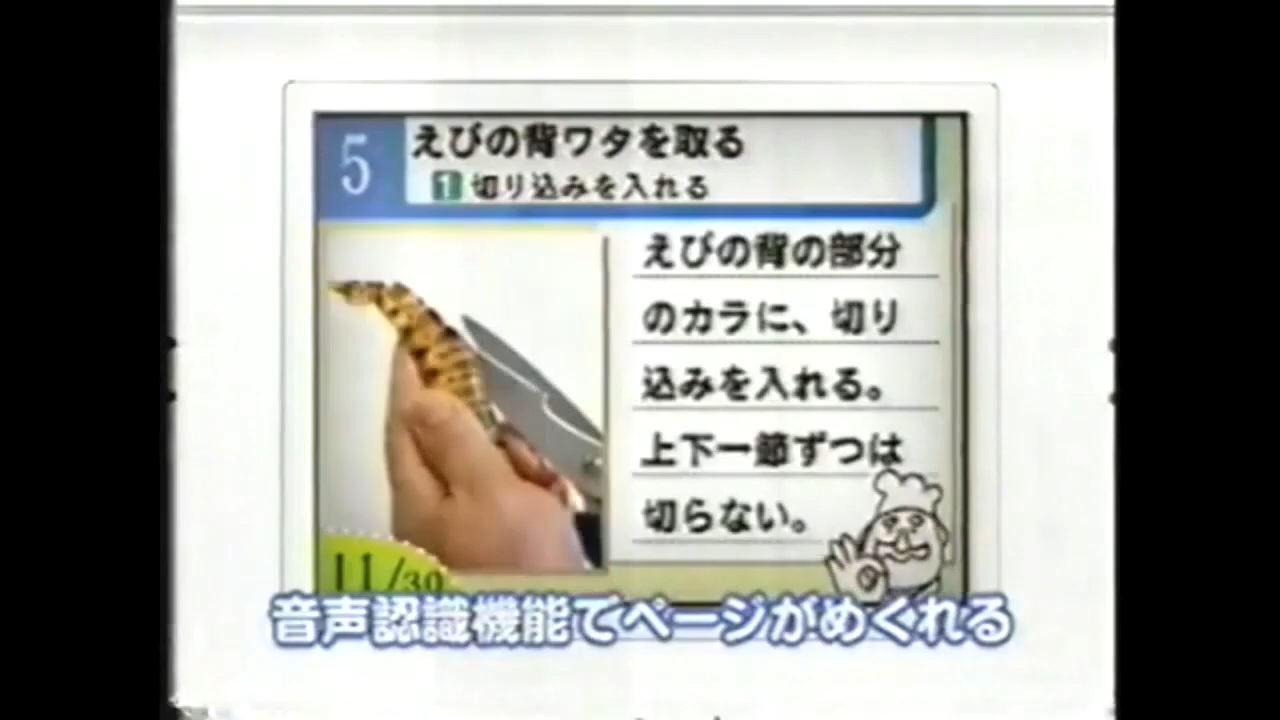 5
えびの背ワタを取る
1 切り込みを入れる
えびの背の部分
のカラに、切り
込みを入れる。
上下一節ずつは
切らない。
11/30
音声認識機能でページがめくれる